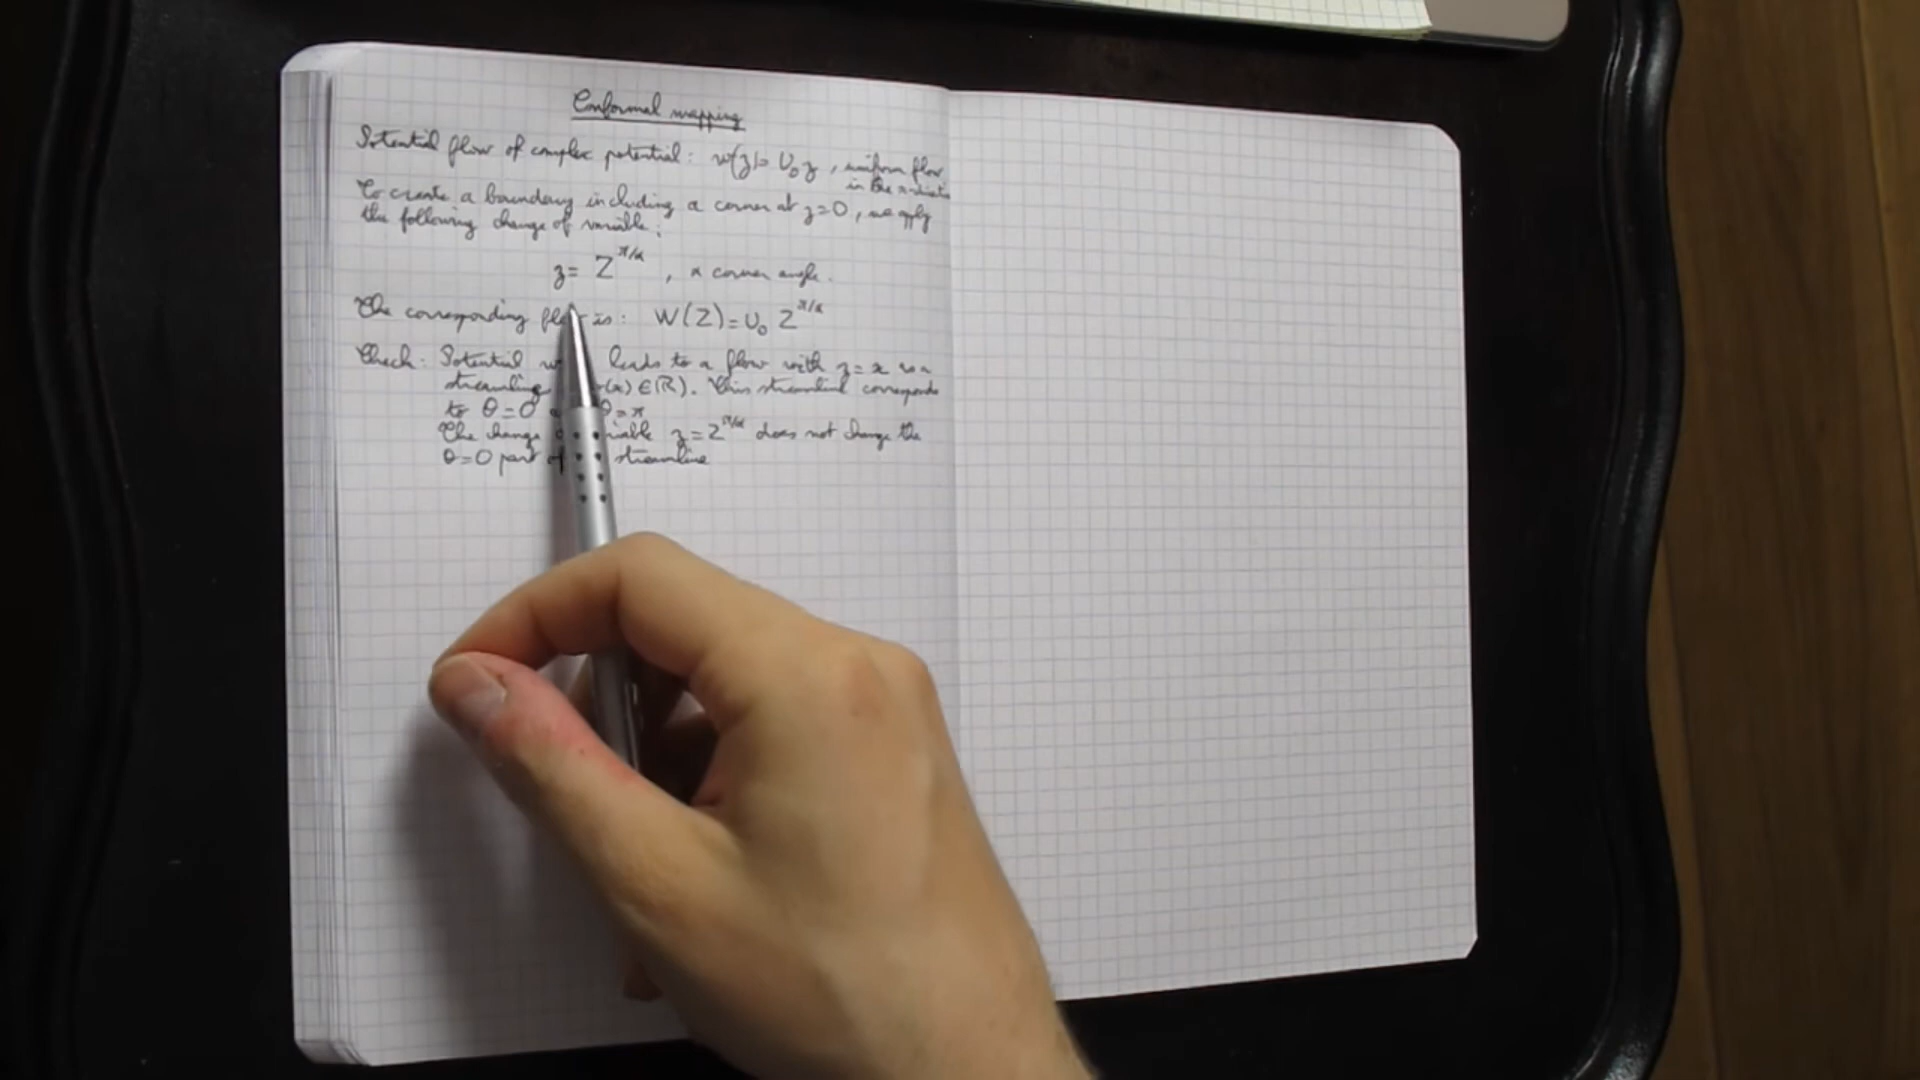 Conformal mapping
Potential flow of complex potential: w(z)= U₀z , uniform flow
in the x-directio
To create a boundary including a corner at z=0, we apply
the following change of variable:
z = Z^{π/α} , α corner angle.
The corresponding flow is: W(Z)=U₀ Z^{π/α}
Check: Potential leads to a flow with z=x as a
streamline (x) ∈ ℝ). This streamline corresponds
to θ=0 θ=π
The change variable z=Z^{π/α} does not change the
θ=0 part of streamline